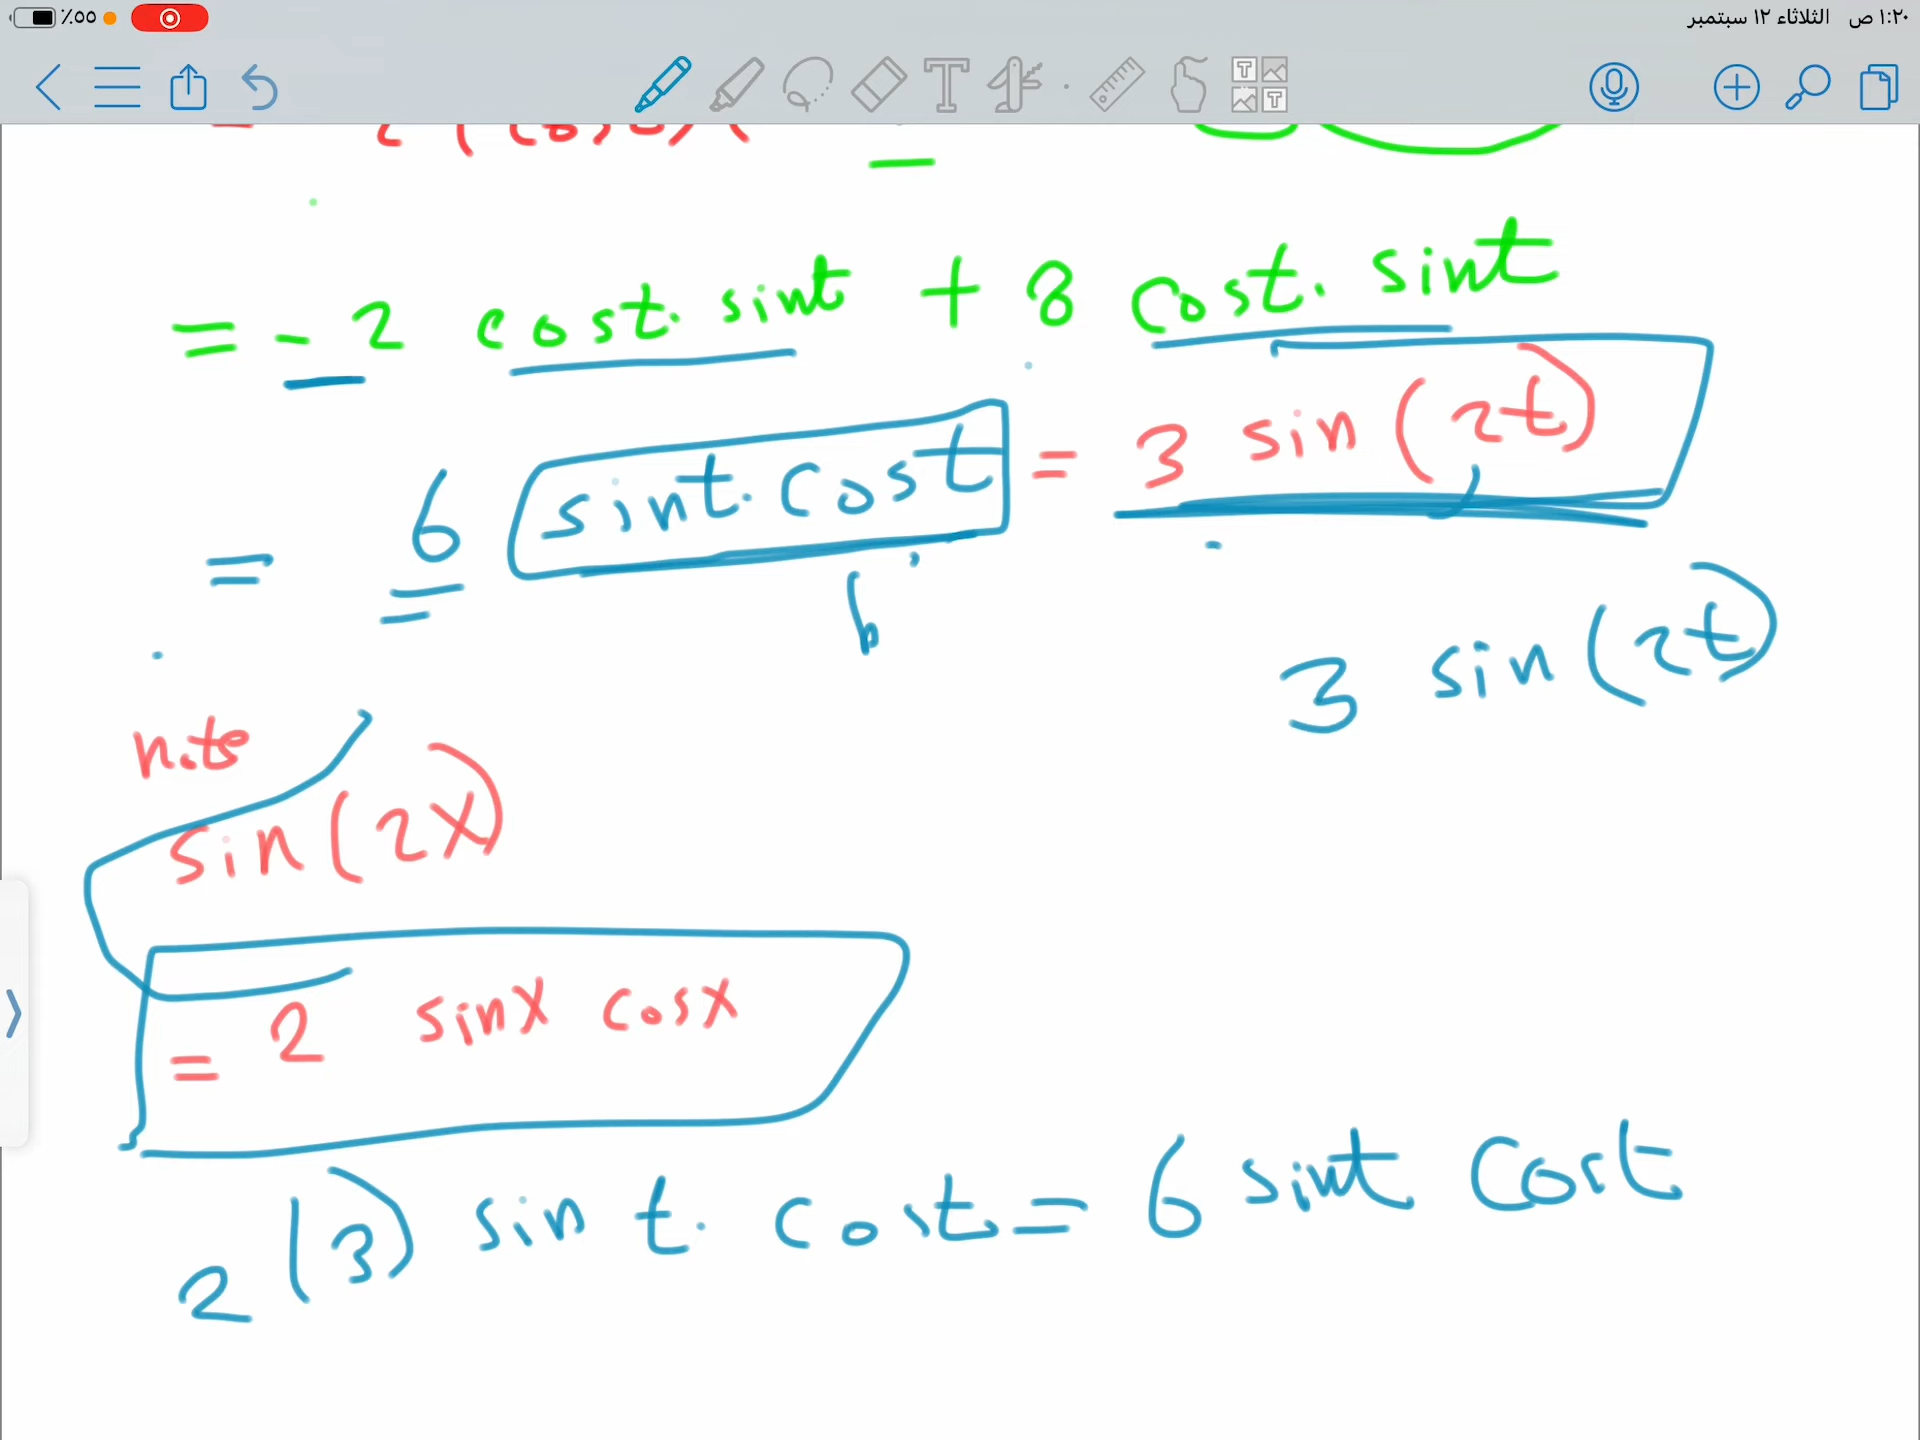 ١:٢٠ ص الثلاثاء ١٢ سبتمبر
٪٥٥
= - 2 cost. sint + 8 cost. sint
= 6 sint. cost = 3 sin (2t)
3 sin (2t)
note
sin (2x)
= 2 sinx cosx
2 (3) sin t. cost = 6 sint cost